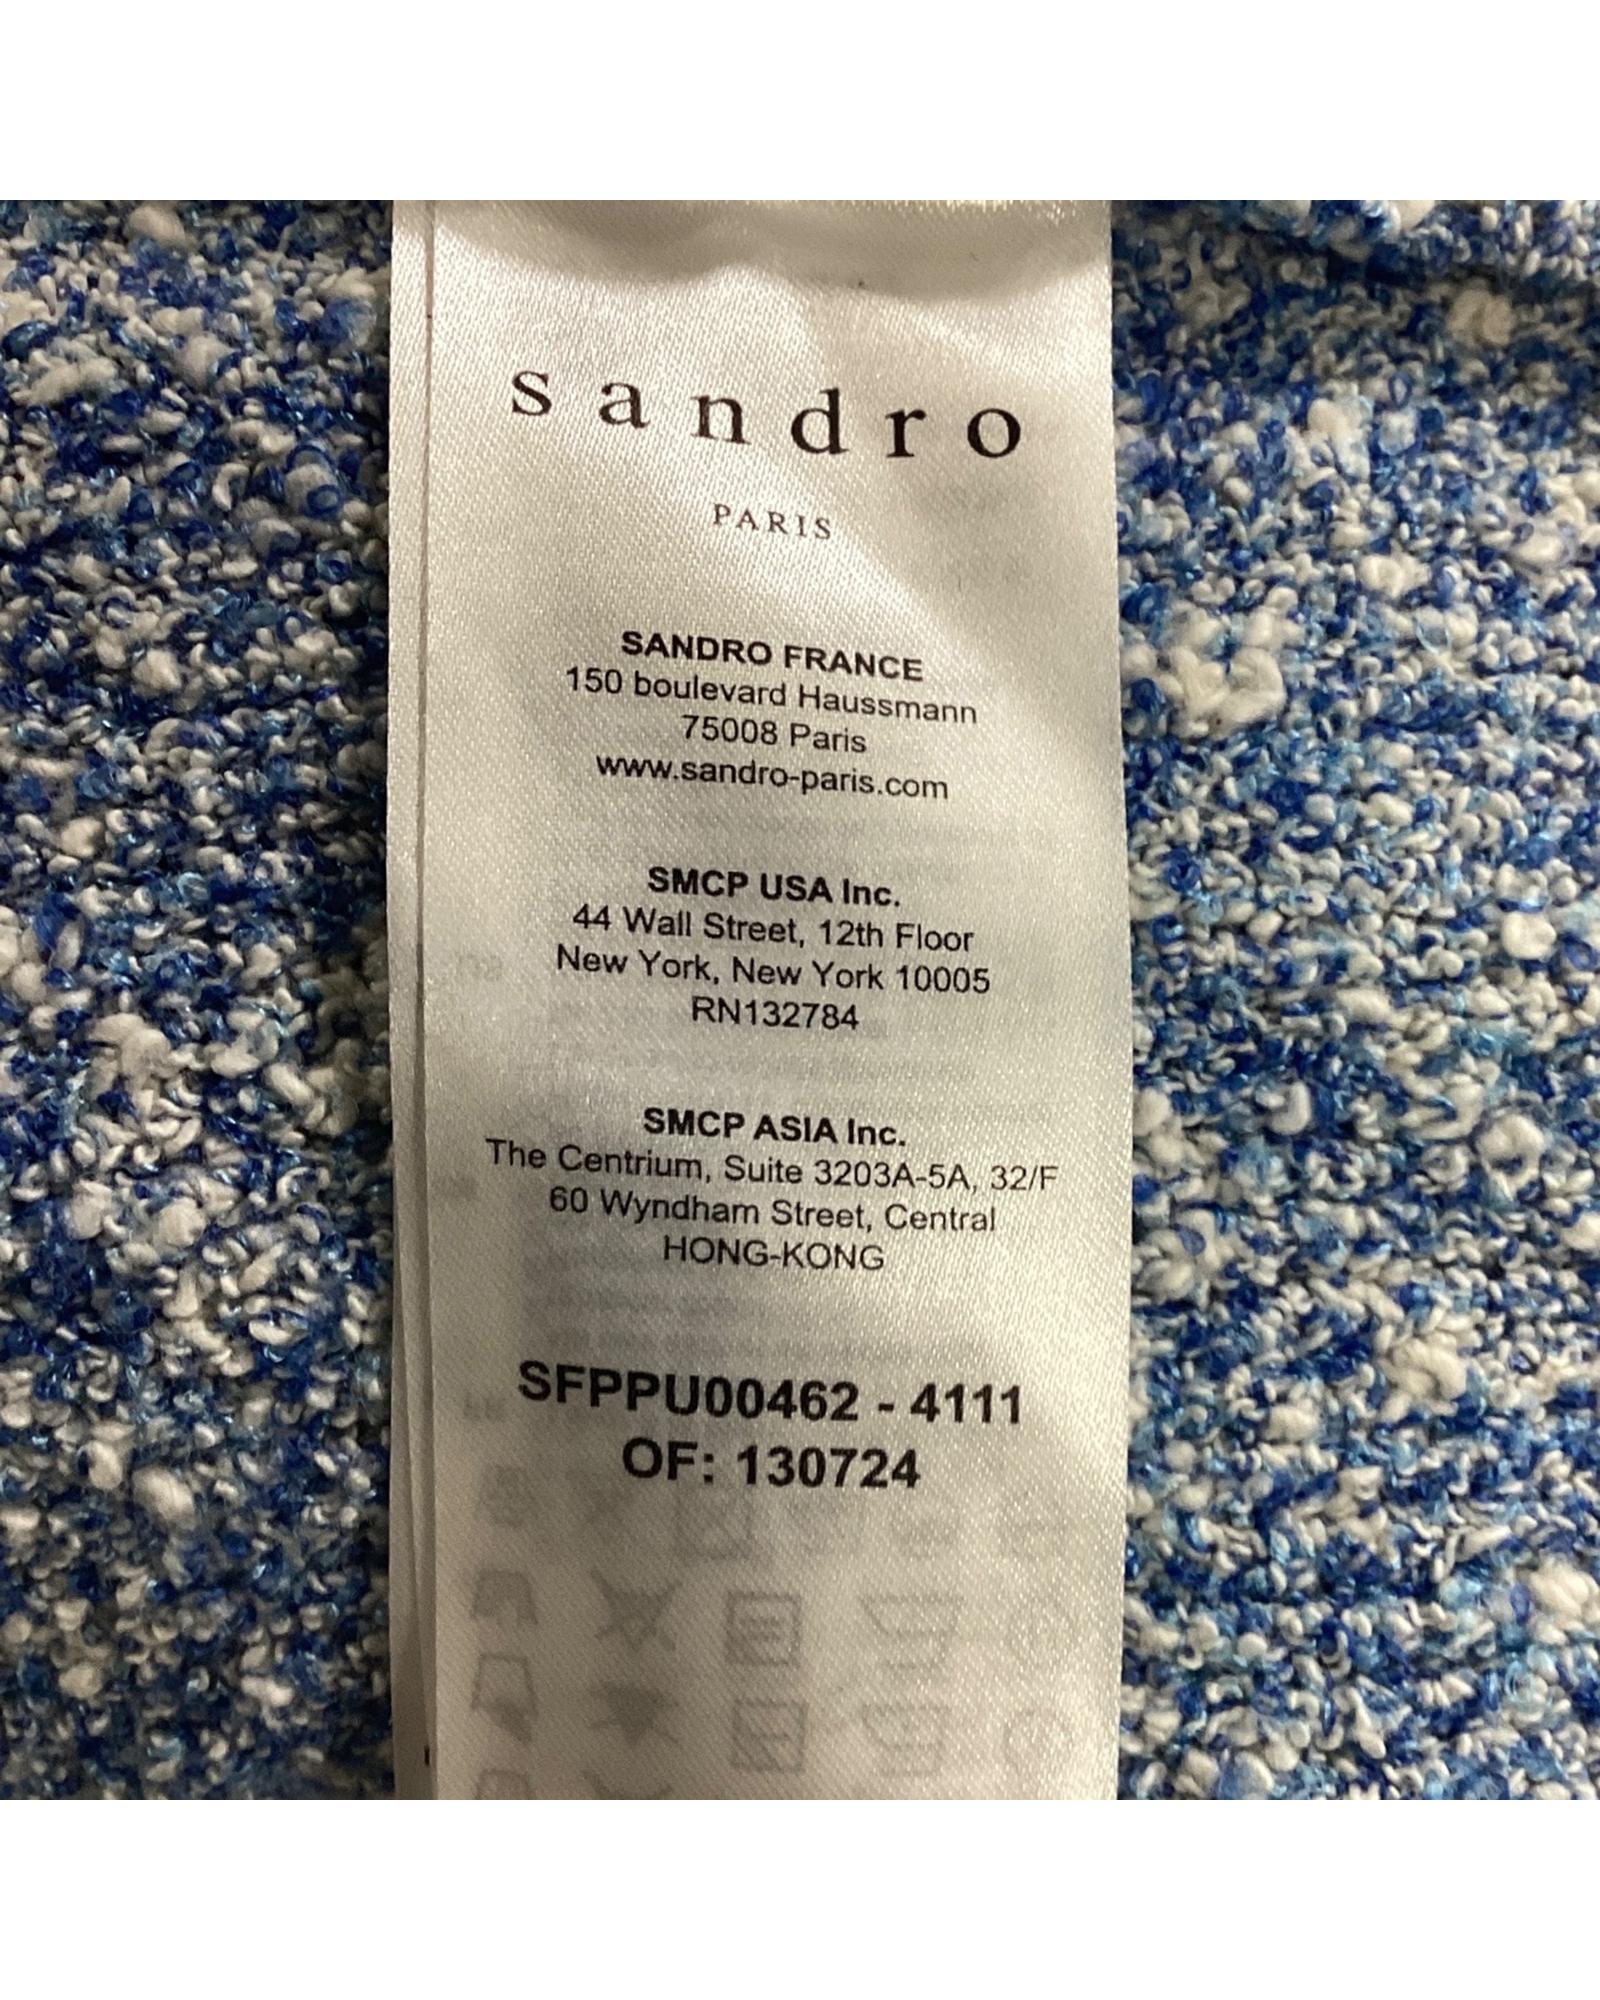 sandro
PARIS
SANDRO FRANCE
150 boulevard Haussmann
75008 Paris
www.sandro-paris.com
SMCP USA Inc.
44 Wall Street, 12th Floor
New York, New York 10005
RN132784
SMCP ASIA Inc.
The Centrium, Suite 3203A-5A, 32/F
60 Wyndham Street, Central
HONG-KONG
SFPPU00462 - 4111
OF: 130724